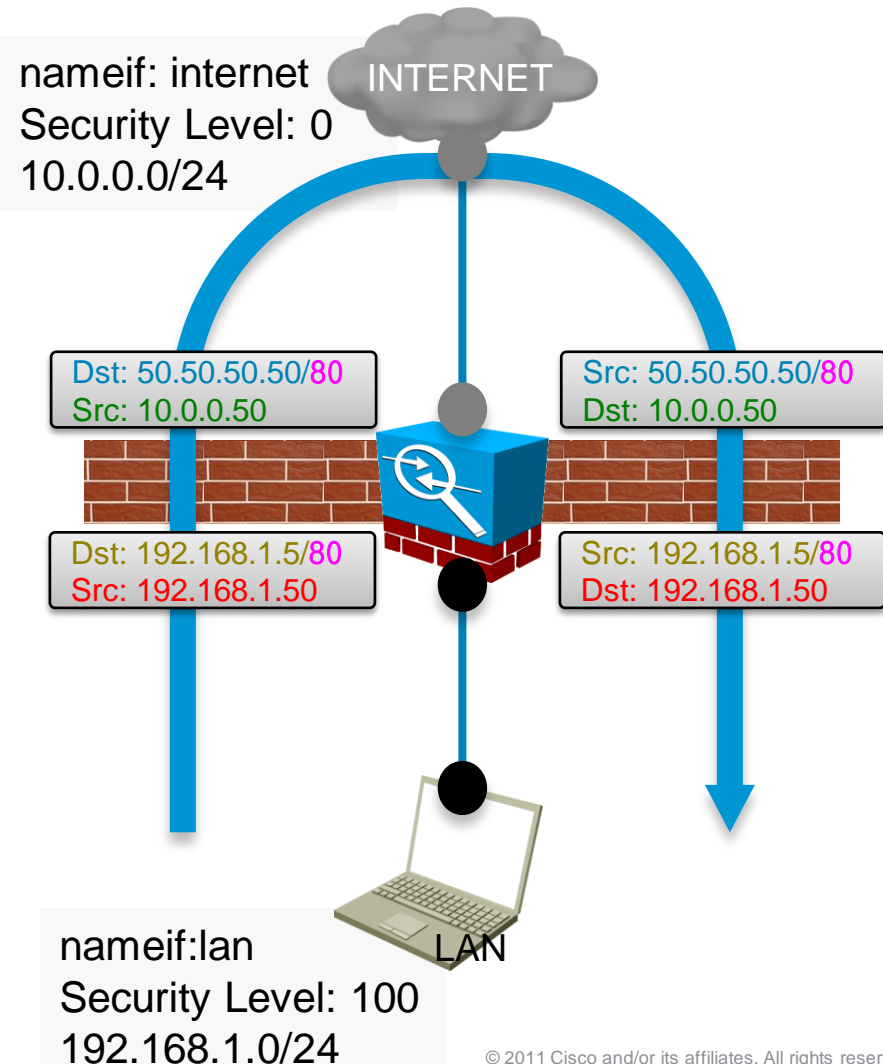 nameif: internet
Security Level: 0
10.0.0.0/24
INTERNET
Dst: 50.50.50.50/80
Src: 10.0.0.50
Src: 50.50.50.50/80
Dst: 10.0.0.50
Dst: 192.168.1.5/80
Src: 192.168.1.50
Src: 192.168.1.5/80
Dst: 192.168.1.50
LAN
nameif:lan
Security Level: 100
192.168.1.0/24
© 2011 Cisco and/or its affiliates. All rights reser